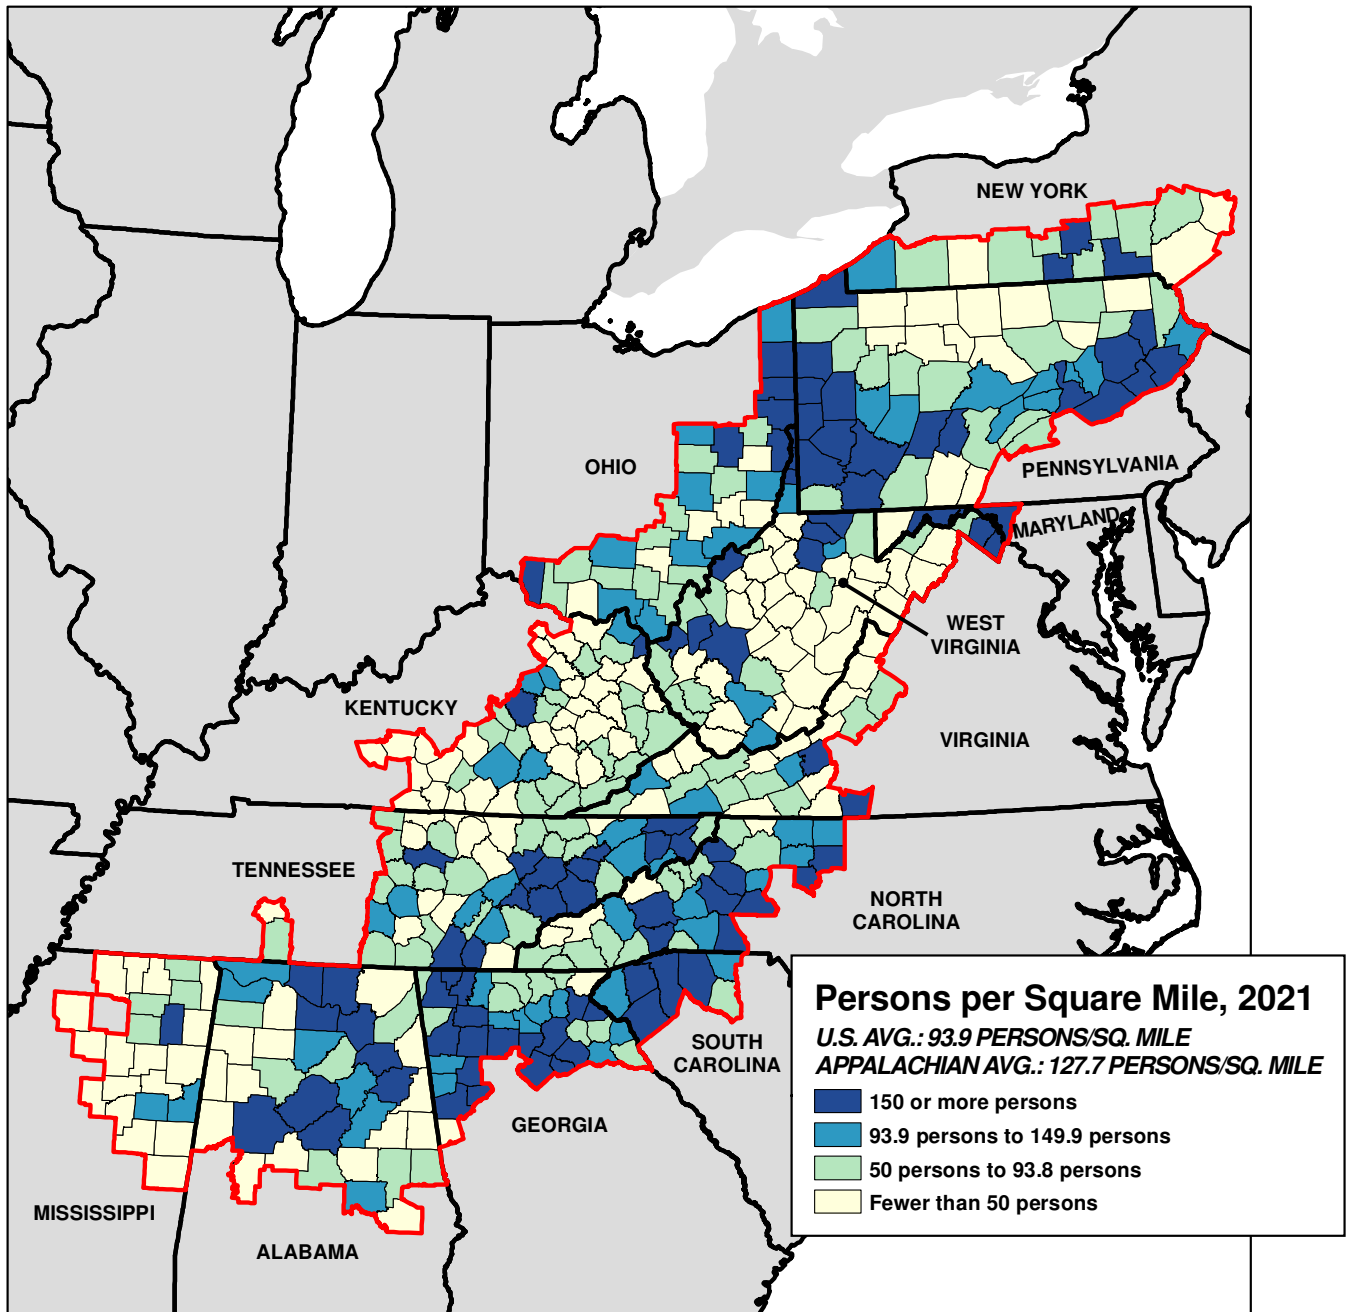 NEW YORK
OHIO
PENNSYLVANIA
MARYLAND
WEST
VIRGINIA
KENTUCKY
VIRGINIA
TENNESSEE
NORTH
CAROLINA
SOUTH
CAROLINA
GEORGIA
MISSISSIPPI
ALABAMA
Persons per Square Mile, 2021
U.S. AVG.: 93.9 PERSONS/SQ. MILE
APPALACHIAN AVG.: 127.7 PERSONS/SQ. MILE
150 or more persons
93.9 persons to 149.9 persons
50 persons to 93.8 persons
Fewer than 50 persons